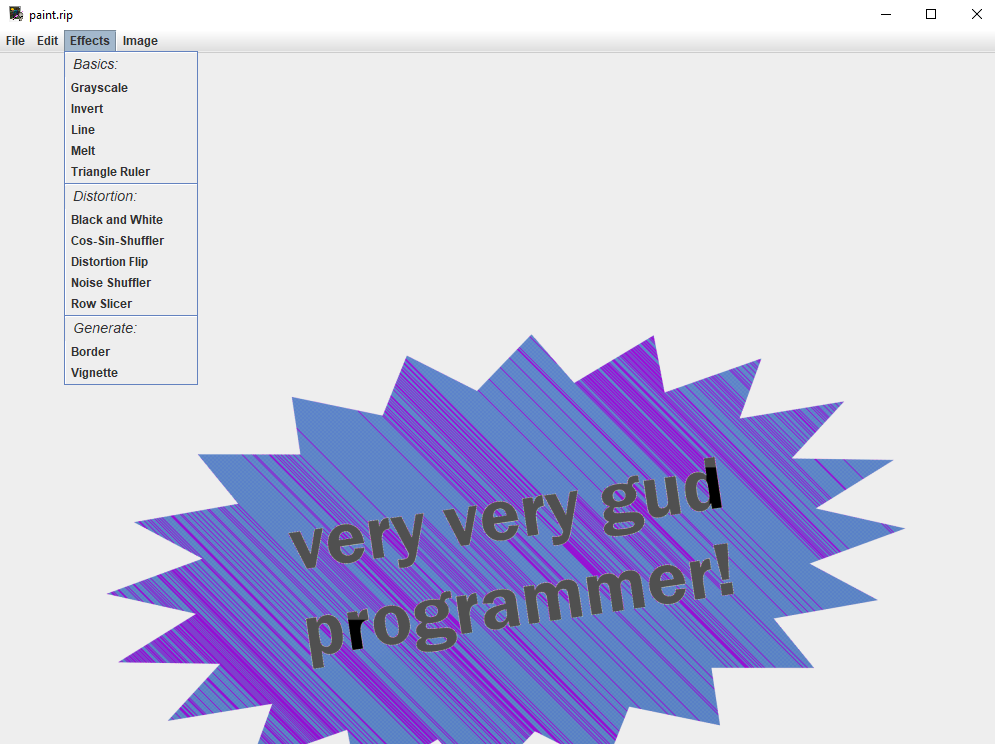 paint.rip
File Edit Effects Image
Basics:
Grayscale
Invert
Line
Melt
Triangle Ruler
Distortion:
Black and White
Cos-Sin-Shuffler
Distortion Flip
Noise Shuffler
Row Slicer
Generate:
Border
Vignette
very very gud
programmer!